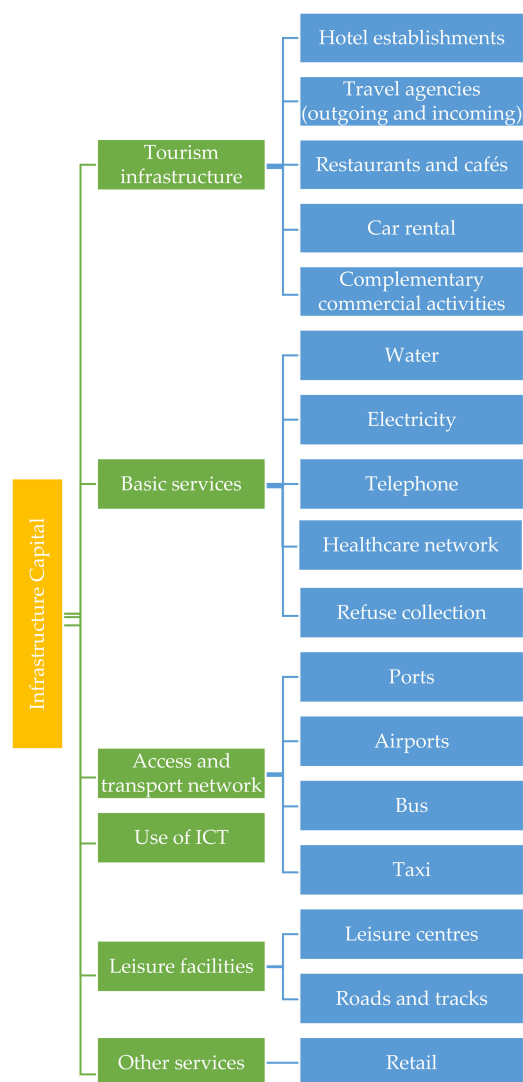 Infrastructure Capital
Tourism
infrastructure
Hotel establishments
Travel agencies
(outgoing and incoming)
Restaurants and cafés
Car rental
Complementary
commercial activities
Basic services
Water
Electricity
Telephone
Healthcare network
Refuse collection
Access and
transport network
Ports
Airports
Bus
Taxi
Use of ICT
Leisure facilities
Leisure centres
Roads and tracks
Other services
Retail